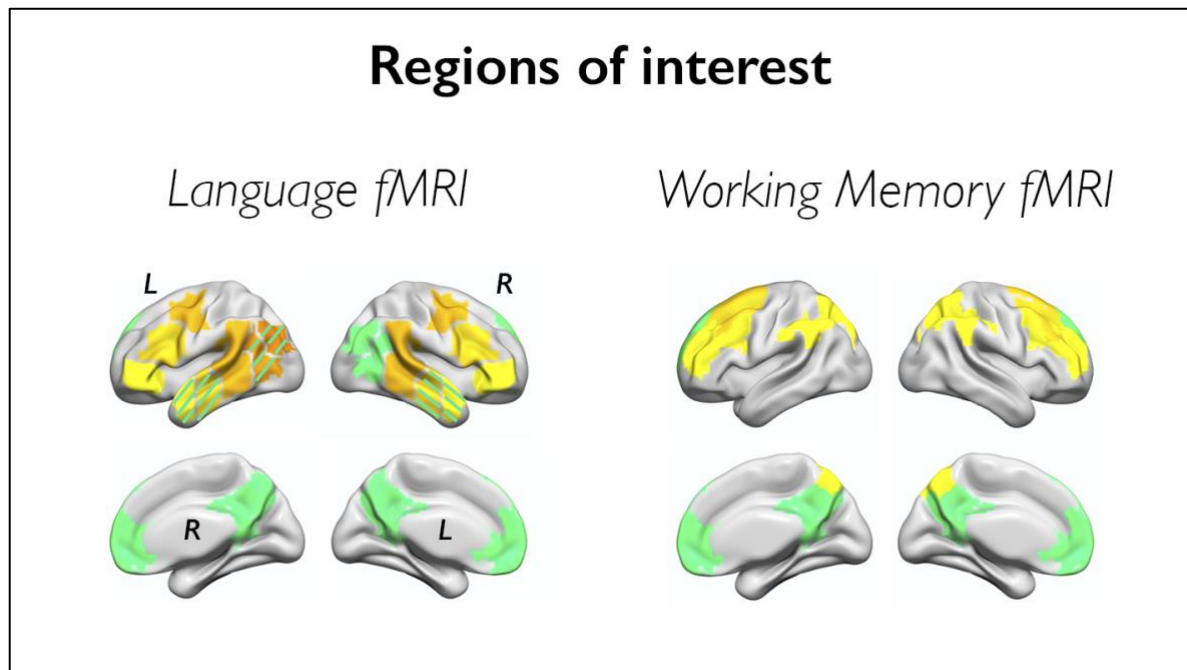 Regions of interest
Language fMRI
Working Memory fMRI
L
R
R
L